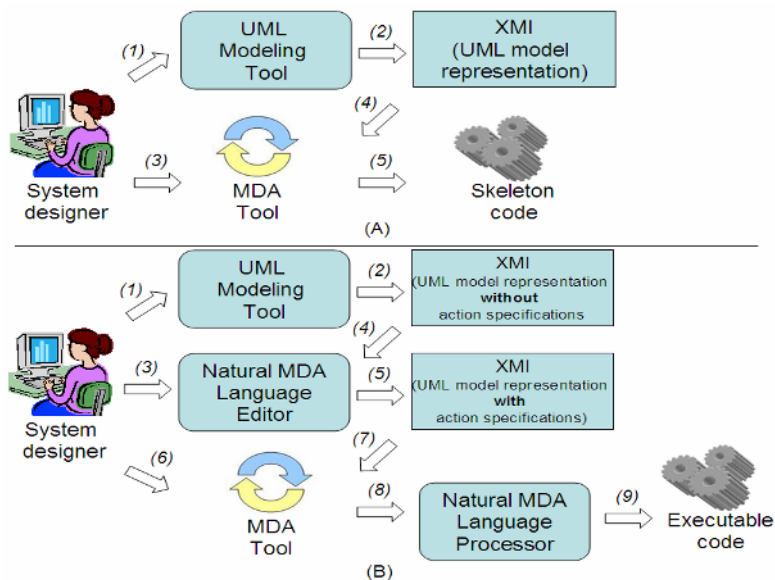 (1)
UML
Modeling
Tool
(2)
XMI
(UML model
representation)
(4)
(3)
(5)
System
designer
MDA
Tool
Skeleton
code
(A)
(1)
UML
Modeling
Tool
(2)
XMI
(UML model representation
without
action specifications
(4)
(3)
Natural MDA
Language
Editor
(5)
XMI
(UML model representation
with
action specifications)
System
designer
(6)
(7)
MDA
Tool
(8)
Natural MDA
Language
Processor
(9)
Executable
code
(B)